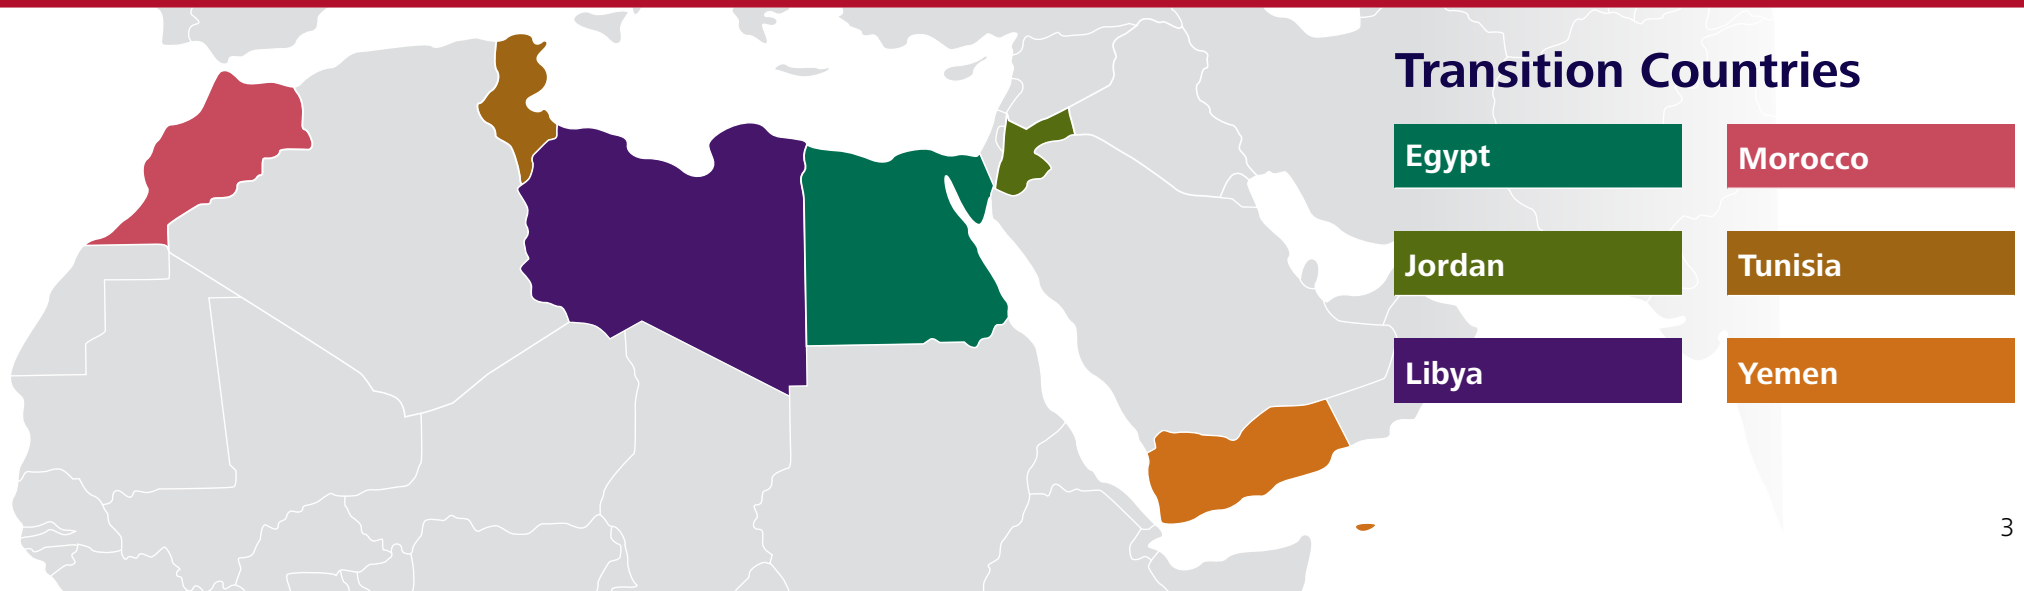 Transition Countries
Egypt
Morocco
Jordan
Tunisia
Libya
Yemen
3